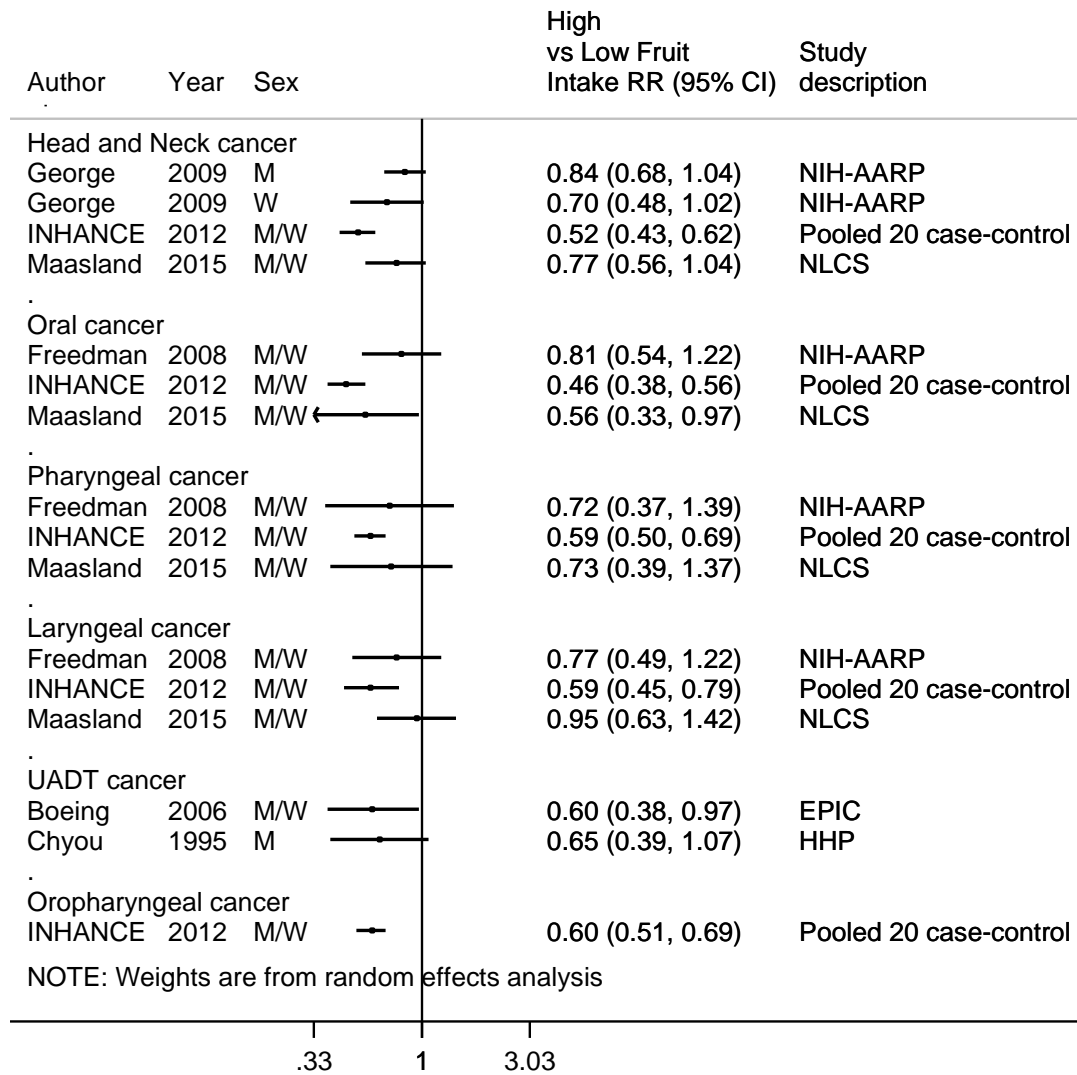 High
vs Low Fruit Study
Author Year Sex Intake RR (95% CI) description
.
Head and Neck cancer
George 2009 M 0.84 (0.68, 1.04) NIH-AARP
George 2009 W 0.70 (0.48, 1.02) NIH-AARP
INHANCE 2012 M/W 0.52 (0.43, 0.62) Pooled 20 case-control
Maasland 2015 M/W 0.77 (0.56, 1.04) NLCS
.
Oral cancer
Freedman 2008 M/W 0.81 (0.54, 1.22) NIH-AARP
INHANCE 2012 M/W 0.46 (0.38, 0.56) Pooled 20 case-control
Maasland 2015 M/W 0.56 (0.33, 0.97) NLCS
.
Pharyngeal cancer
Freedman 2008 M/W 0.72 (0.37, 1.39) NIH-AARP
INHANCE 2012 M/W 0.59 (0.50, 0.69) Pooled 20 case-control
Maasland 2015 M/W 0.73 (0.39, 1.37) NLCS
.
Laryngeal cancer
Freedman 2008 M/W 0.77 (0.49, 1.22) NIH-AARP
INHANCE 2012 M/W 0.59 (0.45, 0.79) Pooled 20 case-control
Maasland 2015 M/W 0.95 (0.63, 1.42) NLCS
.
UADT cancer
Boeing 2006 M/W 0.60 (0.38, 0.97) EPIC
Chyou 1995 M 0.65 (0.39, 1.07) HHP
.
Oropharyngeal cancer
INHANCE 2012 M/W 0.60 (0.51, 0.69) Pooled 20 case-control
NOTE: Weights are from random effects analysis
.33 1 3.03